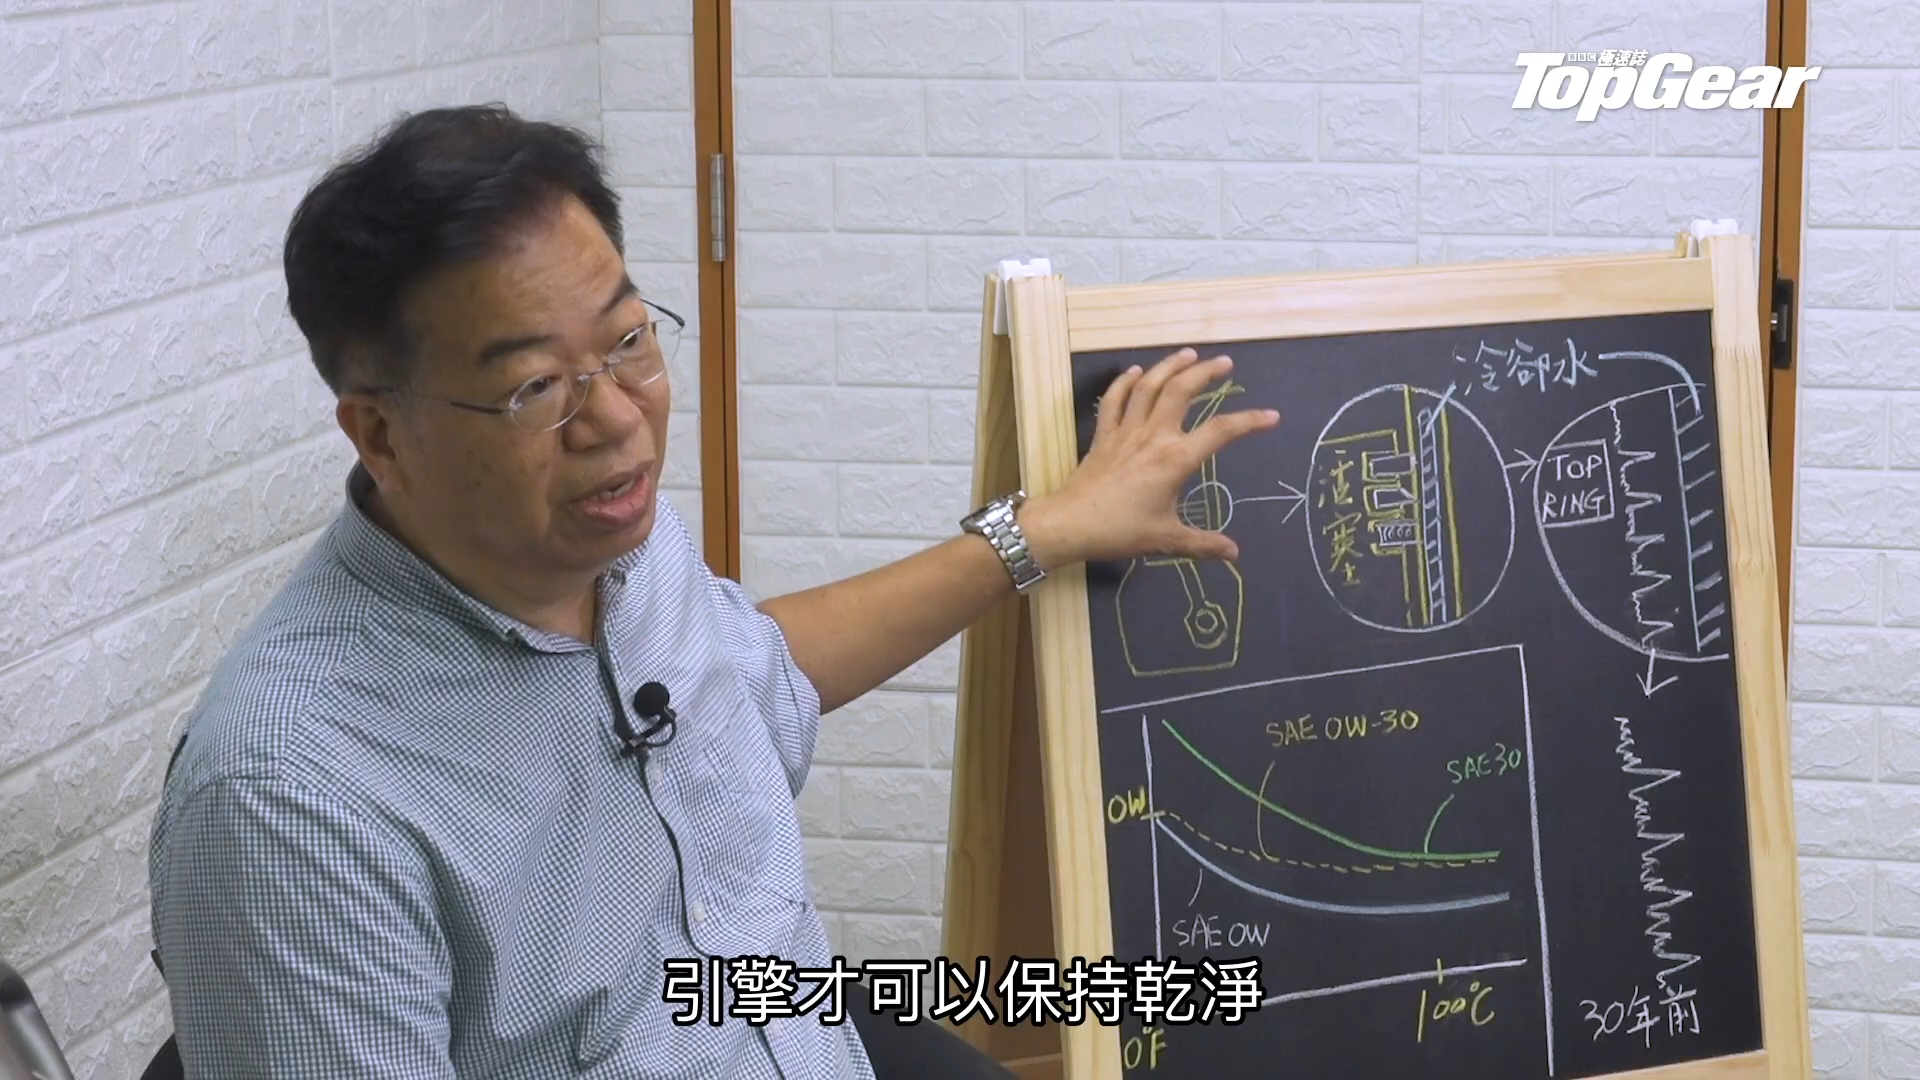 BBC 極速誌
TopGear
冷卻水
活塞
TOP
RING
SAE 0W-30
SAE 30
0W
SAE 0W
100°C
0°F
30年前
引擎才可以保持乾淨